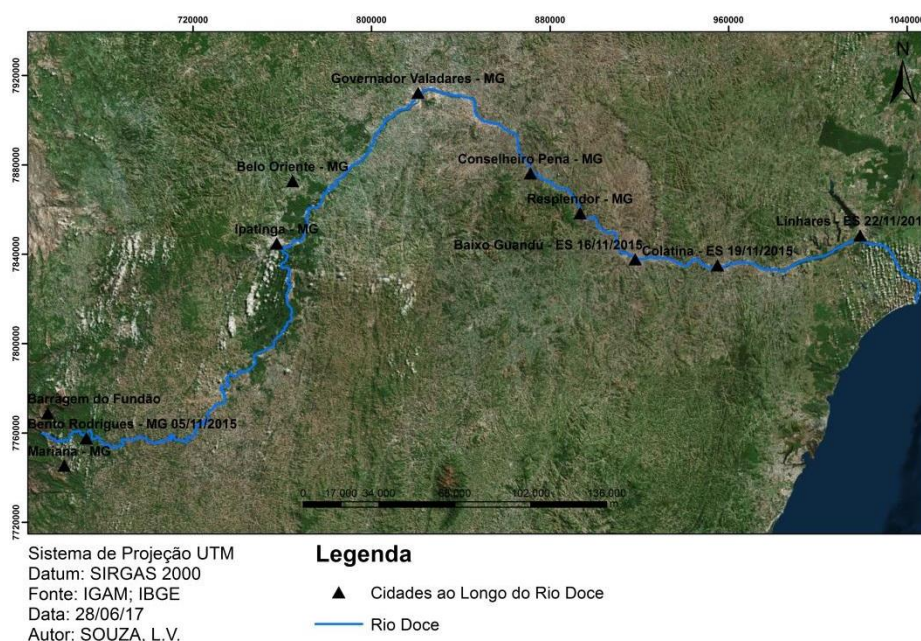 720000
800000
880000
960000
1040000
N
7920000
7880000
7840000
7800000
7760000
7720000
Governador Valadares - MG
Belo Oriente - MG
Conselheiro Pena - MG
Resplendor - MG
Ipatinga - MG
Linhares - ES 22/11/201
Baixo Guandu - ES 16/11/2015
Colatina - ES 19/11/2015
Barragem do Fundão
Bento Rodrigues - MG 05/11/2015
Mariana - MG
0 17.000 34.000 68.000 102.000 136.000
m
Sistema de Projeção UTM
Datum: SIRGAS 2000
Fonte: IGAM; IBGE
Data: 28/06/17
Autor: SOUZA. L.V.
Legenda
Cidades ao Longo do Rio Doce
Rio Doce